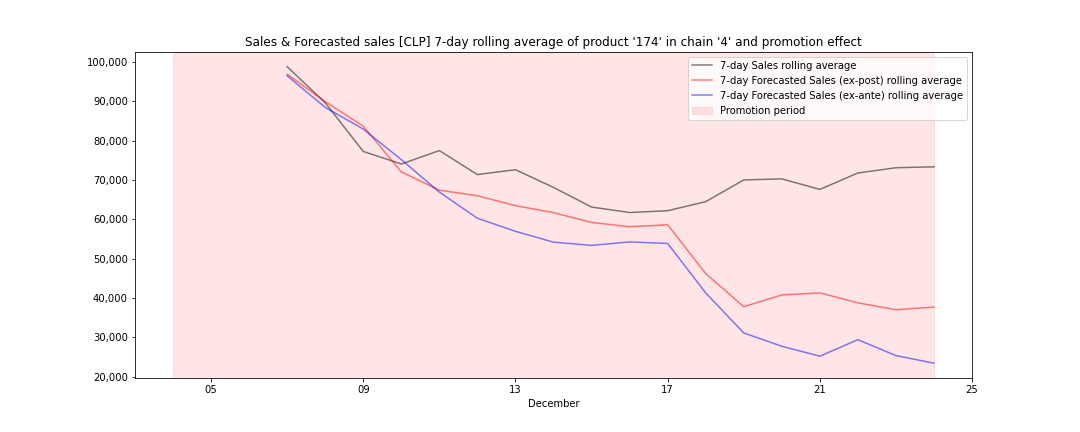 Sales & Forecasted sales [CLP] 7-day rolling average of product '174' in chain '4' and promotion effect
100,000
90,000
80,000
70,000
60,000
50,000
40,000
30,000
20,000
7-day Sales rolling average
7-day Forecasted Sales (ex-post) rolling average
7-day Forecasted Sales (ex-ante) rolling average
Promotion period
05 09 13 17 21 25
December